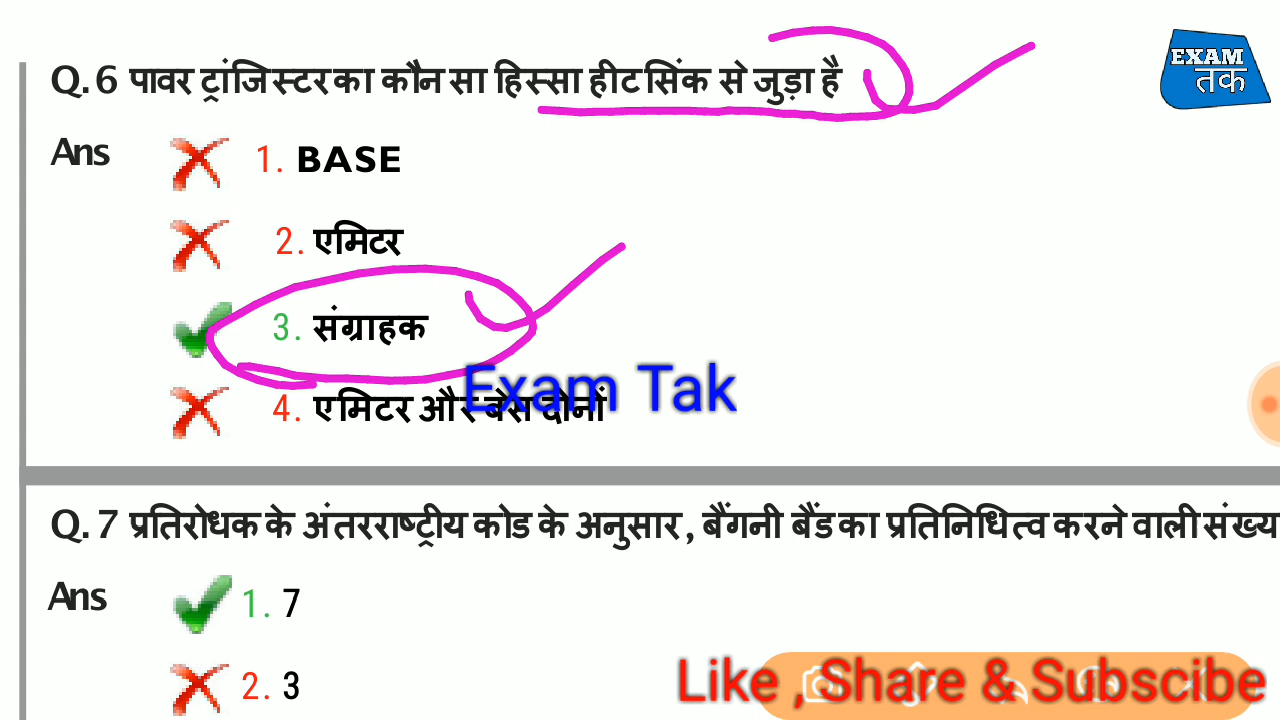 Q.6 पावर ट्रांजिस्टर का कौन सा हिस्सा हीट सिंक से जुड़ा है
EXAM
तक
Ans
1. BASE
2. एमिटर
3. संग्राहक
Exam Tak
4. एमिटर और बेस दोनों
Q.7 प्रतिरोधक के अंतरराष्ट्रीय कोड के अनुसार, बैंगनी बैंड का प्रतिनिधित्व करने वाली संख्य
Ans
1. 7
2. 3
Like , Share & Subscibe